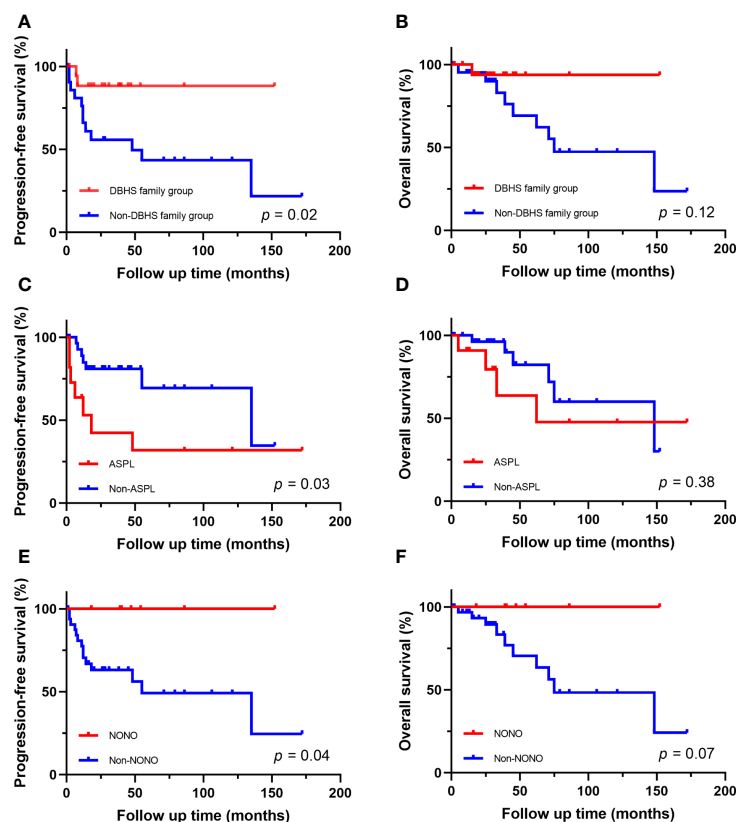 A
Progression-free survival (%)
100
50
0
0 50 100 150 200
DBHS family group
Non-DBHS family group
p = 0.02
Follow up time (months)
B
Overall survival (%)
100
50
0
0 50 100 150 200
DBHS family group
Non-DBHS family group
p = 0.12
Follow up time (months)
C
Progression-free survival (%)
100
50
0
0 50 100 150 200
ASPL
Non-ASPL
p = 0.03
Follow up time (months)
D
Overall survival (%)
100
50
0
0 50 100 150 200
ASPL
Non-ASPL
p = 0.38
Follow up time (months)
E
Progression-free survival (%)
100
50
0
0 50 100 150 200
NONO
Non-NONO
p = 0.04
Follow up time (months)
F
Overall survival (%)
100
50
0
0 50 100 150 200
NONO
Non-NONO
p = 0.07
Follow up time (months)